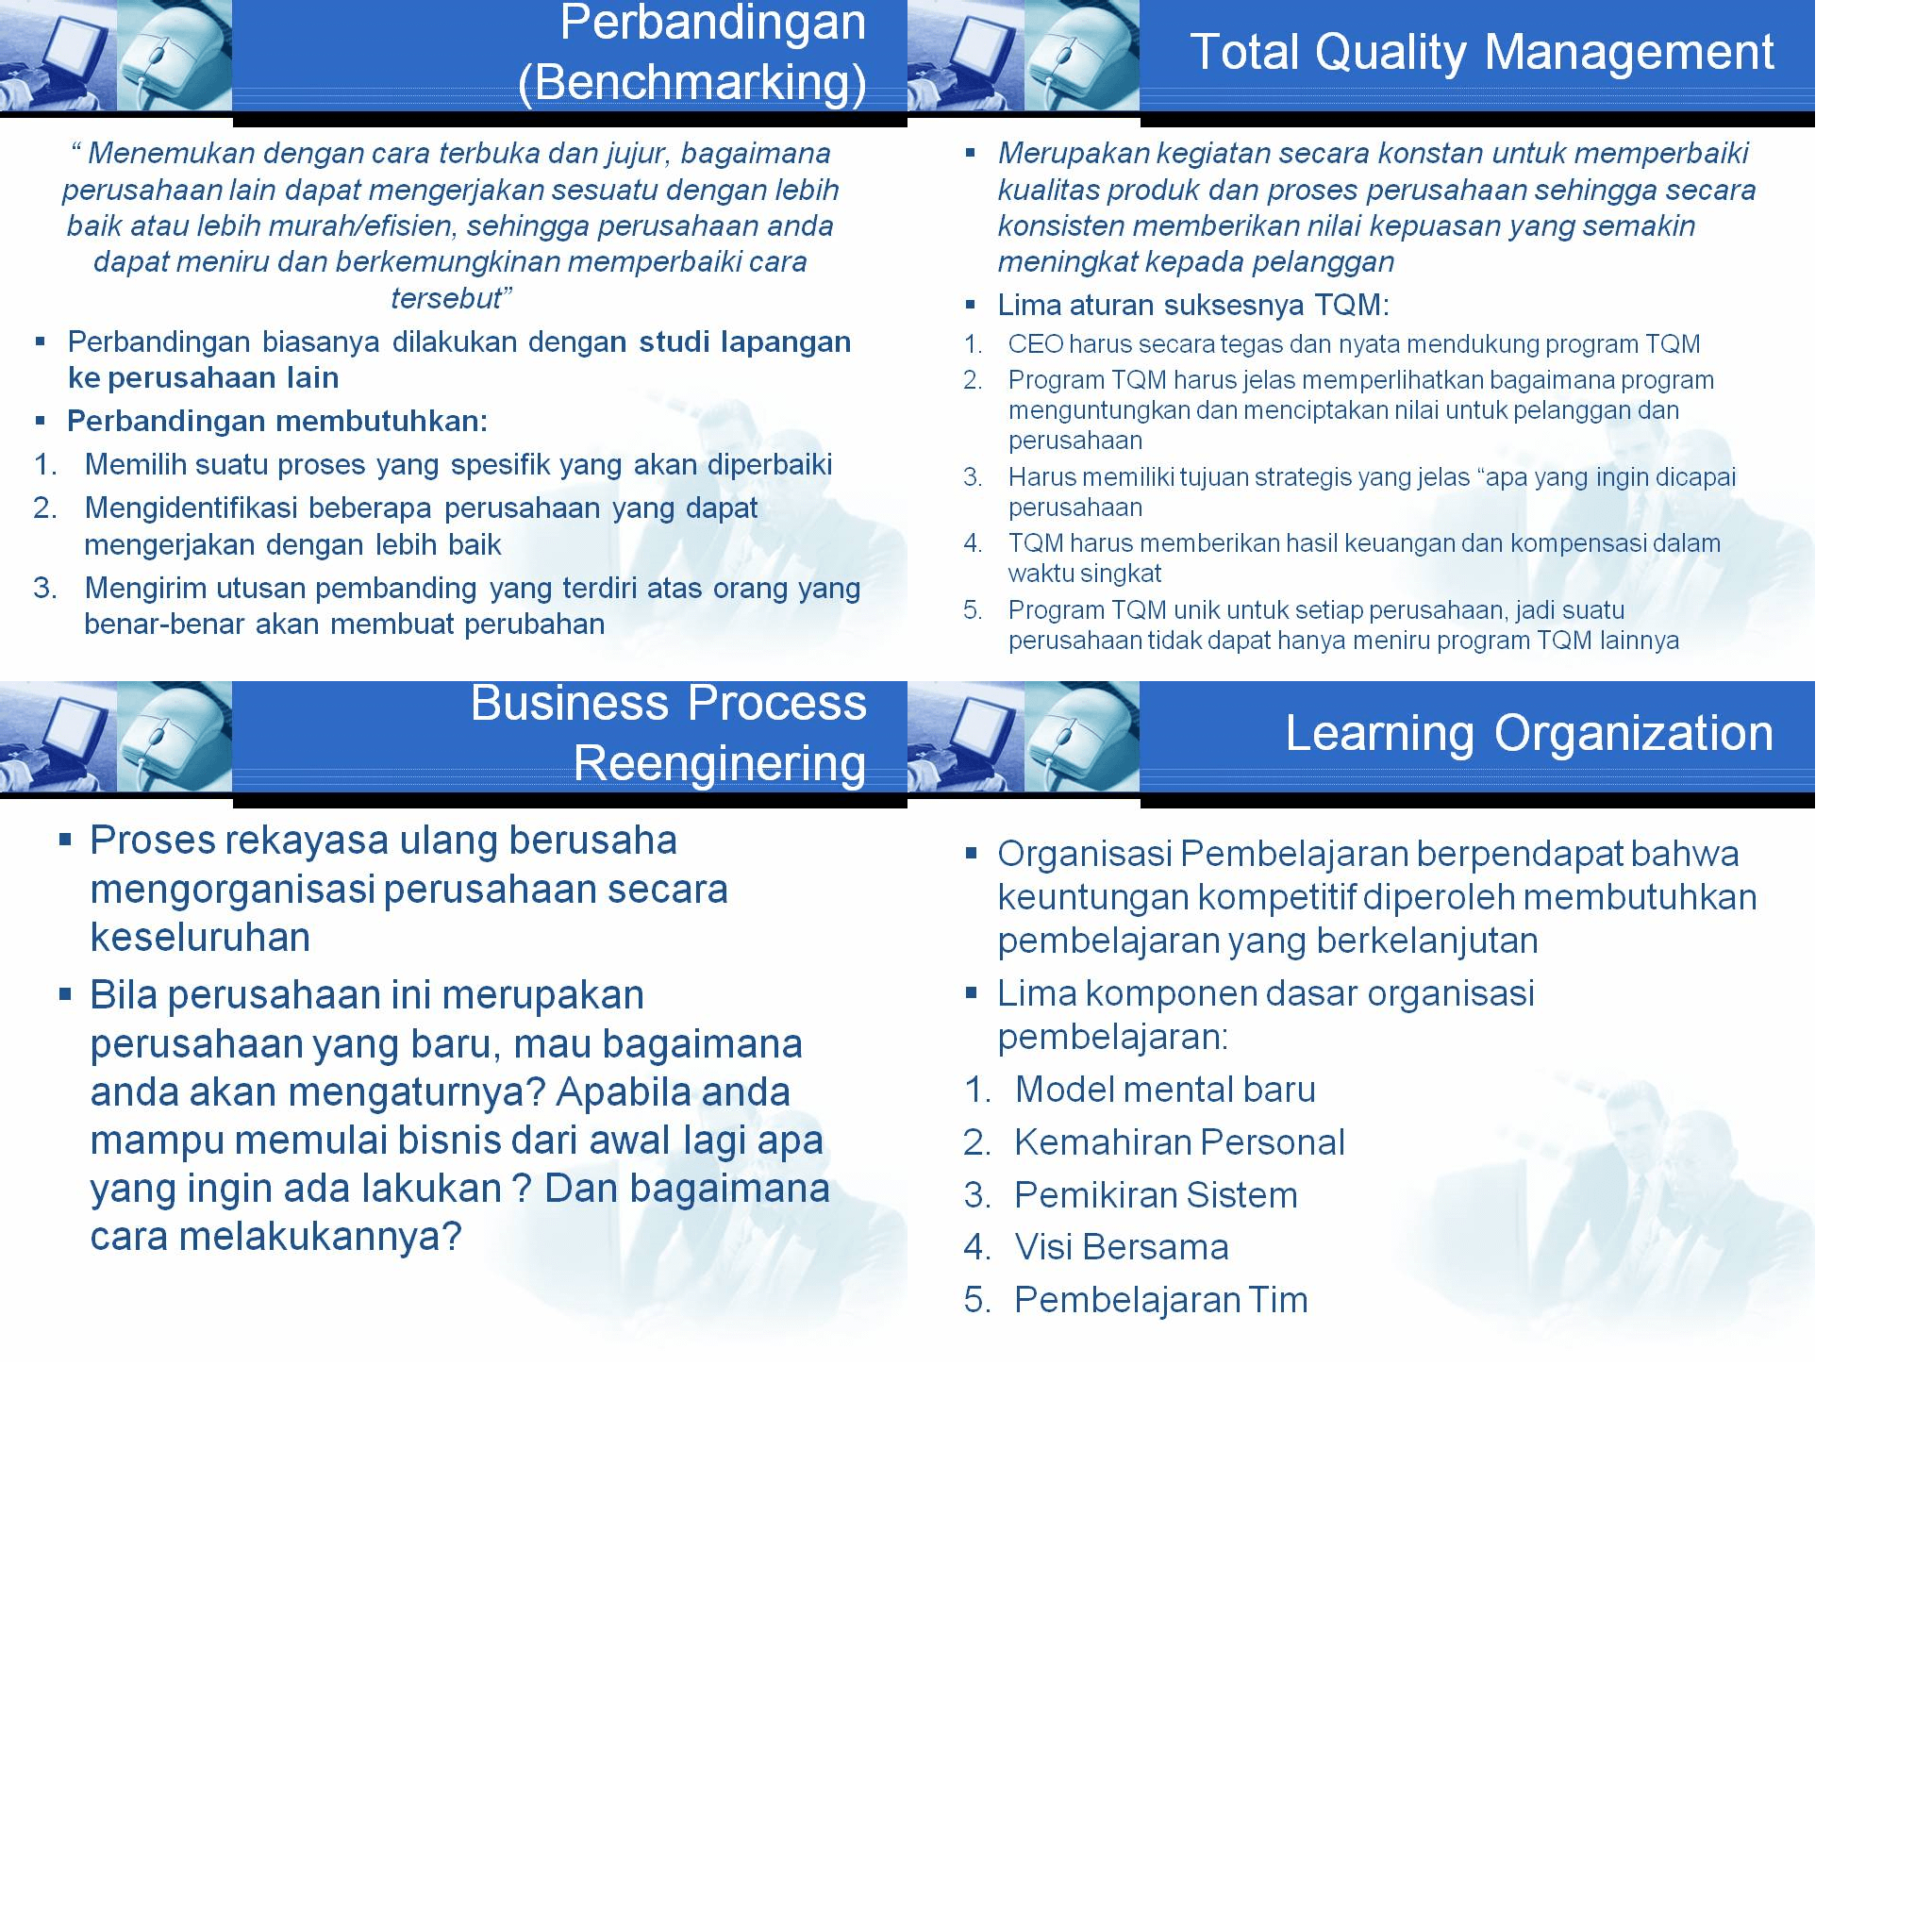 Perbandingan
(Benchmarking)
“ Menemukan dengan cara terbuka dan jujur, bagaimana
perusahaan lain dapat mengerjakan sesuatu dengan lebih
baik atau lebih murah/efisien, sehingga perusahaan anda
dapat meniru dan berkemungkinan memperbaiki cara
tersebut”
▪ Perbandingan biasanya dilakukan dengan studi lapangan
ke perusahaan lain
▪ Perbandingan membutuhkan:
1. Memilih suatu proses yang spesifik yang akan diperbaiki
2. Mengidentifikasi beberapa perusahaan yang dapat
mengerjakan dengan lebih baik
3. Mengirim utusan pembanding yang terdiri atas orang yang
benar-benar akan membuat perubahan
Total Quality Management
▪ Merupakan kegiatan secara konstan untuk memperbaiki
kualitas produk dan proses perusahaan sehingga secara
konsisten memberikan nilai kepuasan yang semakin
meningkat kepada pelanggan
▪ Lima aturan suksesnya TQM:
1. CEO harus secara tegas dan nyata mendukung program TQM
2. Program TQM harus jelas memperlihatkan bagaimana program
menguntungkan dan menciptakan nilai untuk pelanggan dan
perusahaan
3. Harus memiliki tujuan strategis yang jelas “apa yang ingin dicapai
perusahaan
4. TQM harus memberikan hasil keuangan dan kompensasi dalam
waktu singkat
5. Program TQM unik untuk setiap perusahaan, jadi suatu
perusahaan tidak dapat hanya meniru program TQM lainnya
Business Process
Reenginering
▪ Proses rekayasa ulang berusaha
mengorganisasi perusahaan secara
keseluruhan
▪ Bila perusahaan ini merupakan
perusahaan yang baru, mau bagaimana
anda akan mengaturnya? Apabila anda
mampu memulai bisnis dari awal lagi apa
yang ingin ada lakukan ? Dan bagaimana
cara melakukannya?
Learning Organization
▪ Organisasi Pembelajaran berpendapat bahwa
keuntungan kompetitif diperoleh membutuhkan
pembelajaran yang berkelanjutan
▪ Lima komponen dasar organisasi
pembelajaran:
1. Model mental baru
2. Kemahiran Personal
3. Pemikiran Sistem
4. Visi Bersama
5. Pembelajaran Tim